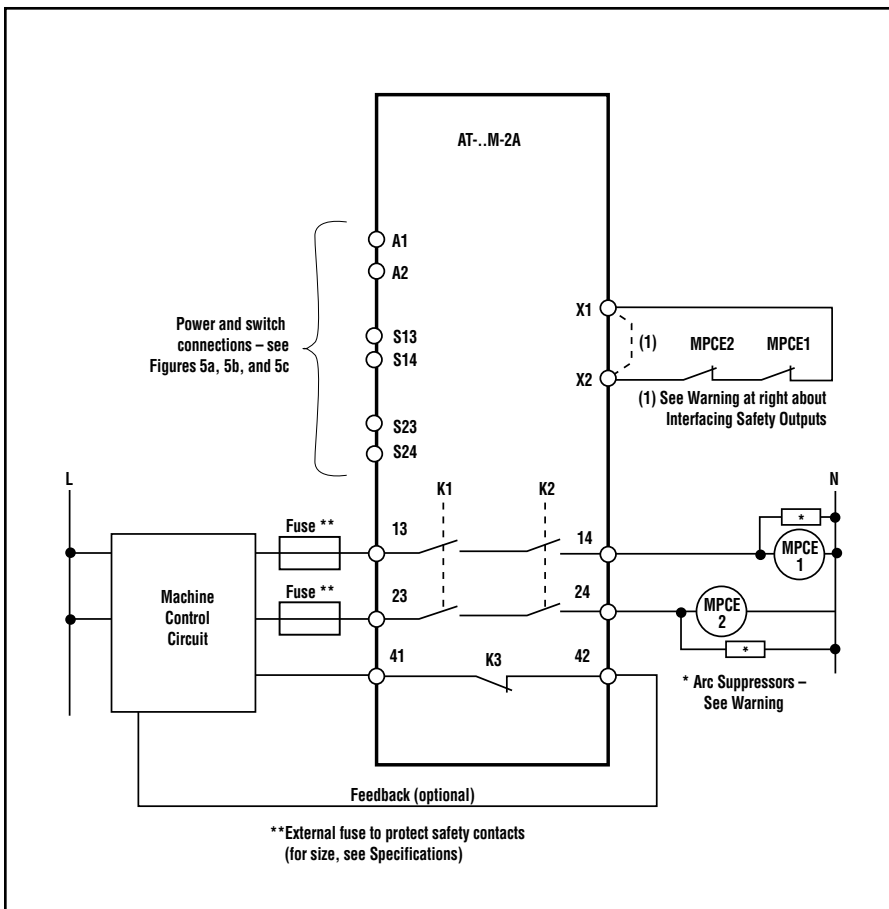 AT-..M-2A
A1
A2
Power and switch
connections – see
Figures 5a, 5b, and 5c
S13
S14
S23
S24
X1
(1)
MPCE2
MPCE1
X2
(1) See Warning at right about
Interfacing Safety Outputs
L
N
K1
K2
Fuse **
13
14
*
MPCE
1
Machine
Control
Circuit
Fuse **
23
24
MPCE
2
*
41
K3
42
* Arc Suppressors –
See Warning
Feedback (optional)
**External fuse to protect safety contacts
(for size, see Specifications)